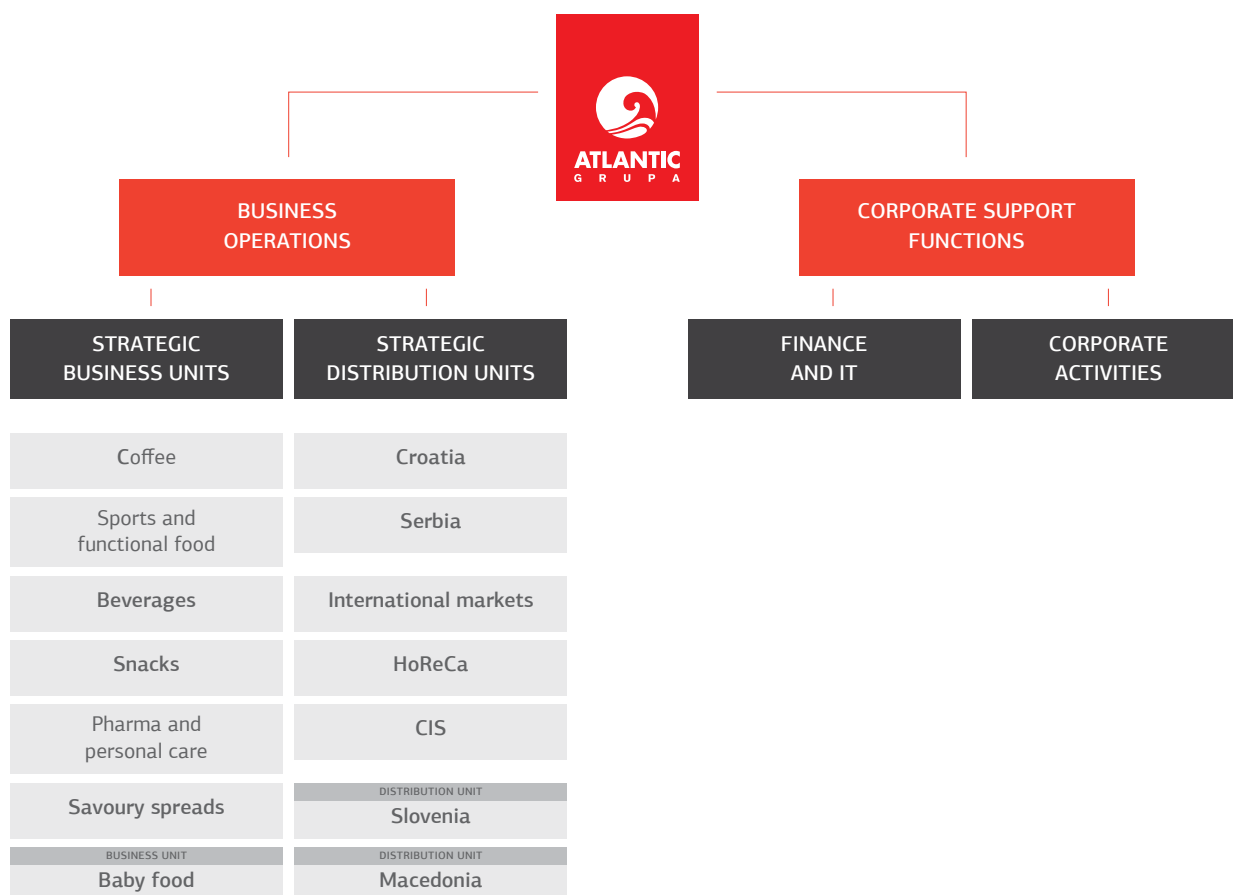 ATLANTIC
GRUPA
BUSINESS
OPERATIONS
CORPORATE SUPPORT
FUNCTIONS
STRATEGIC
BUSINESS UNITS
STRATEGIC
DISTRIBUTION UNITS
FINANCE
AND IT
CORPORATE
ACTIVITIES
Coffee
Sports and
functional food
Beverages
Snacks
Pharma and
personal care
Savoury spreads
BUSINESS UNIT
Baby food
Croatia
Serbia
International markets
HoReCa
CIS
DISTRIBUTION UNIT
Slovenia
DISTRIBUTION UNIT
Macedonia